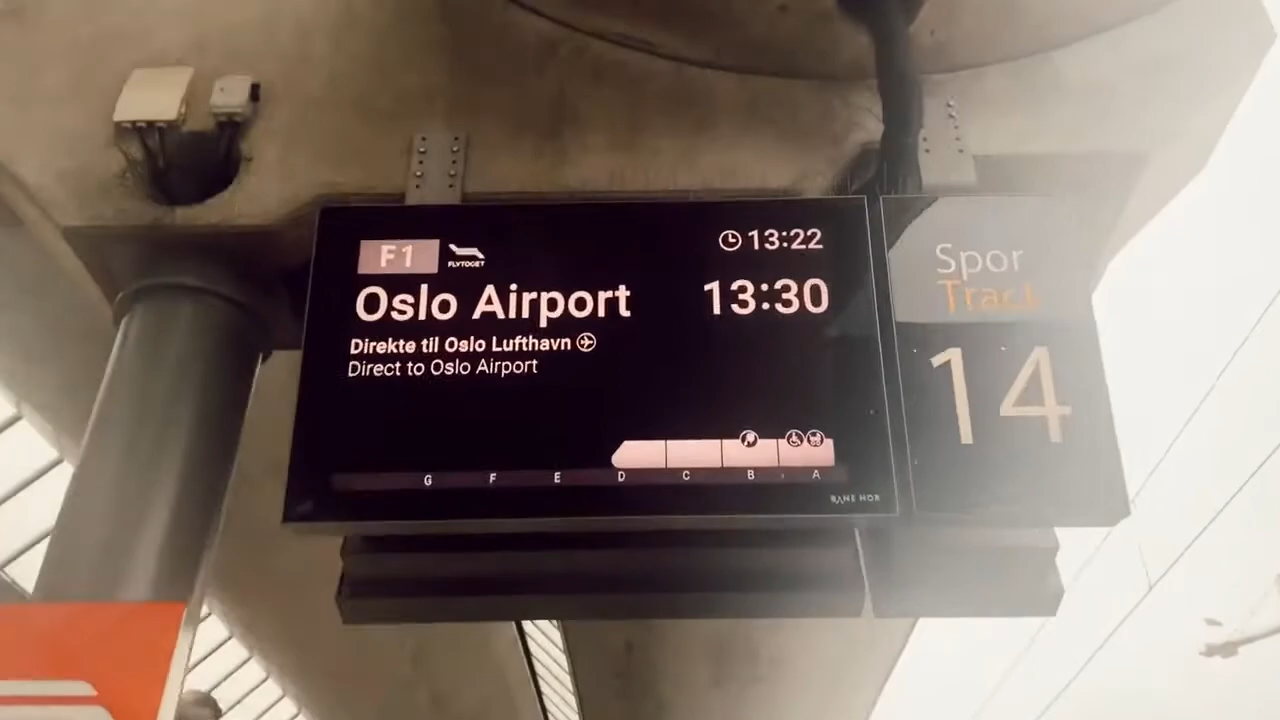 F1 FLYTOGET
13:22
Oslo Airport 13:30
Direkte til Oslo Lufthavn
Direct to Oslo Airport
G F E D C B A
BANE NOR
Spor
Track
14